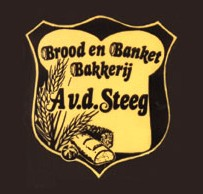 Brood en Banket
Bakkerij
A v.d. Steeg